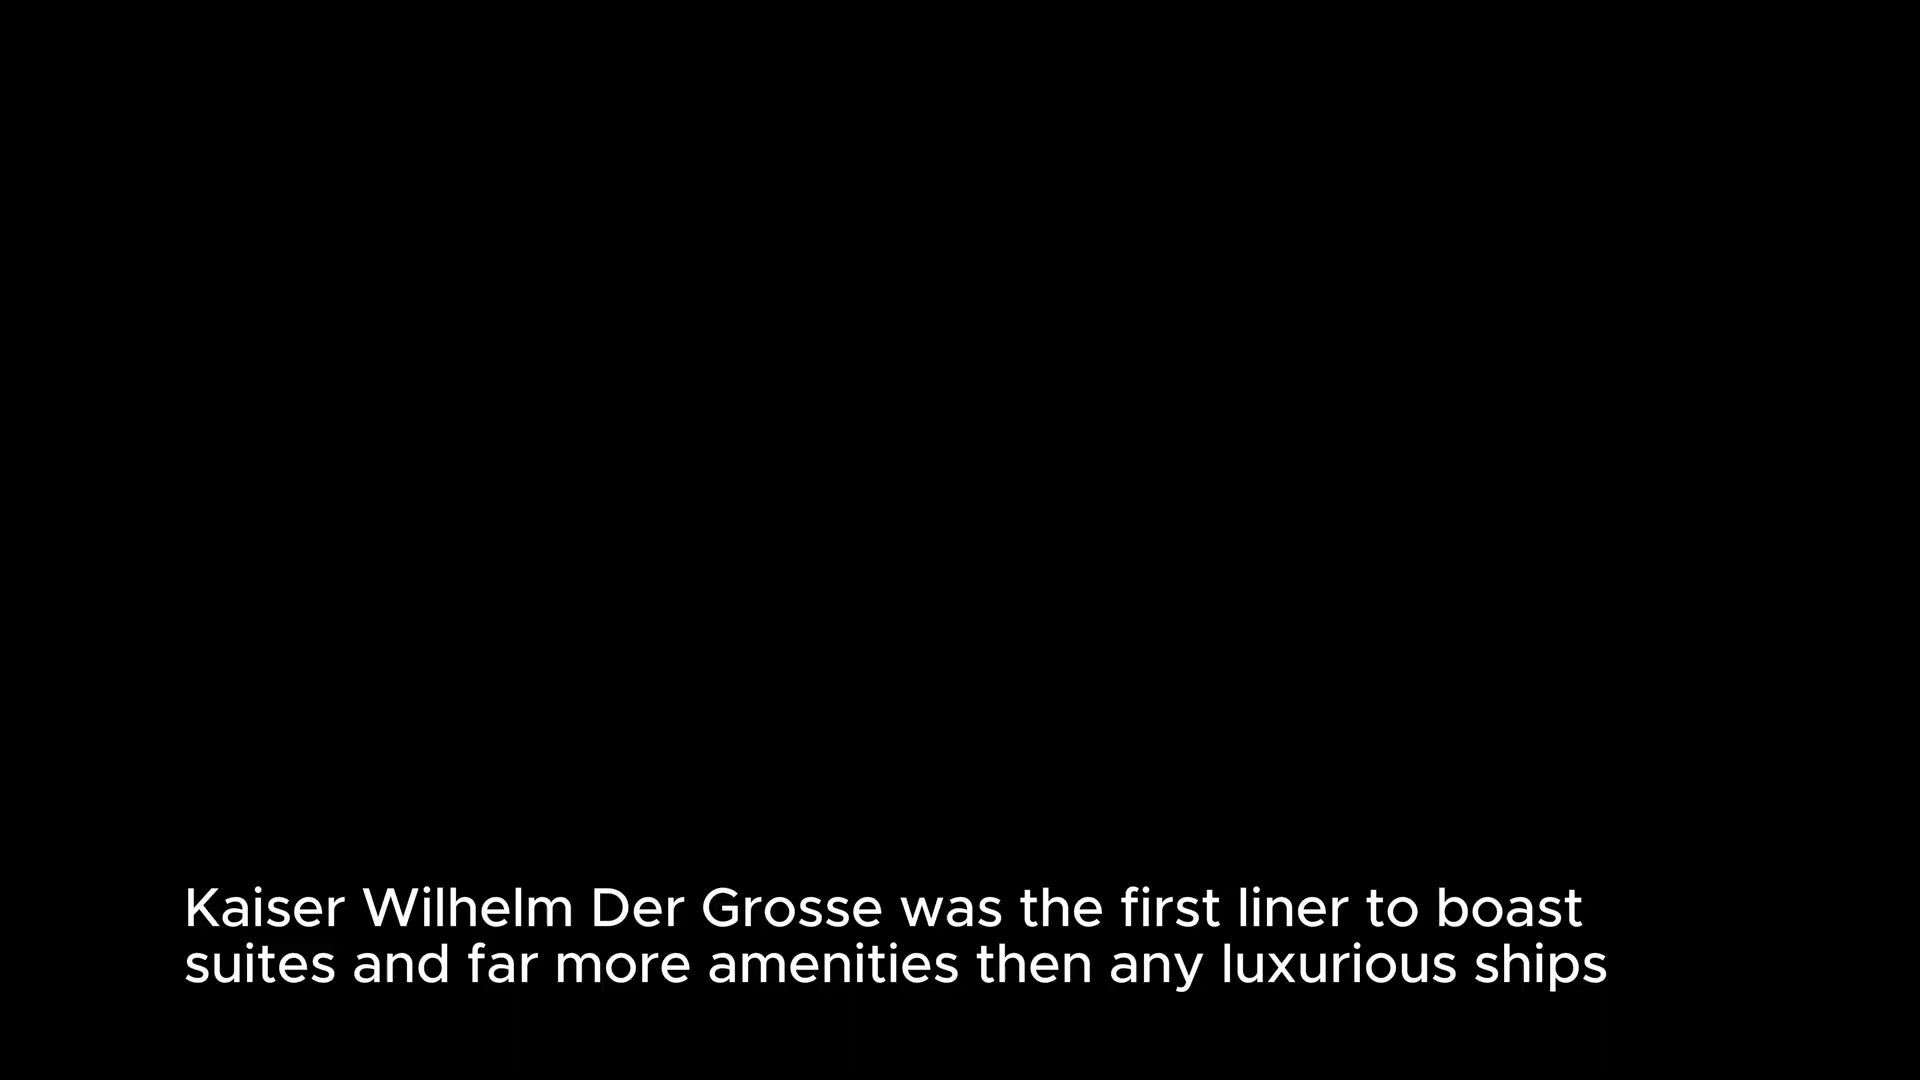 Kaiser Wilhelm Der Grosse was the first liner to boast
suites and far more amenities then any luxurious ships